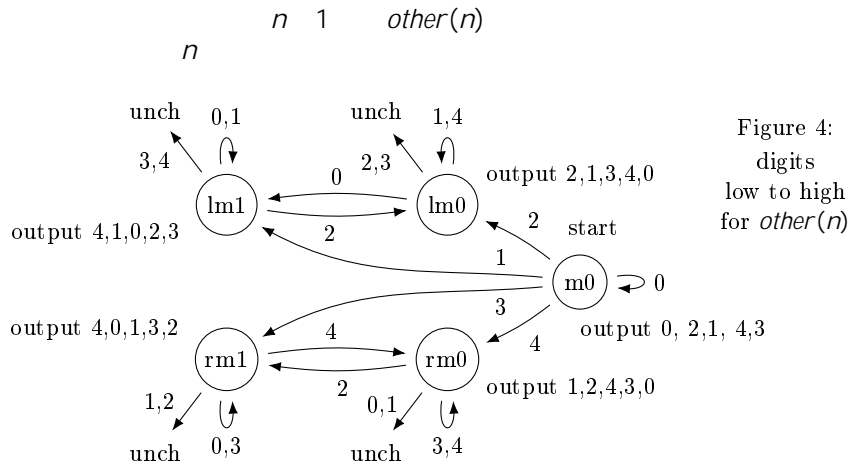 n 1 other(n)
n
unch
0,1
unch
1,4
Figure 4:
digits
low to high
for other(n)
3,4
2,3
0
output 2,1,3,4,0
lm1
lm0
2
start
output 4,1,0,2,3
2
1
m0
0
3
output 4,0,1,3,2
4
output 0, 2,1, 4,3
4
rm1
rm0
2
output 1,2,4,3,0
1,2
0,1
unch
0,3
unch
3,4